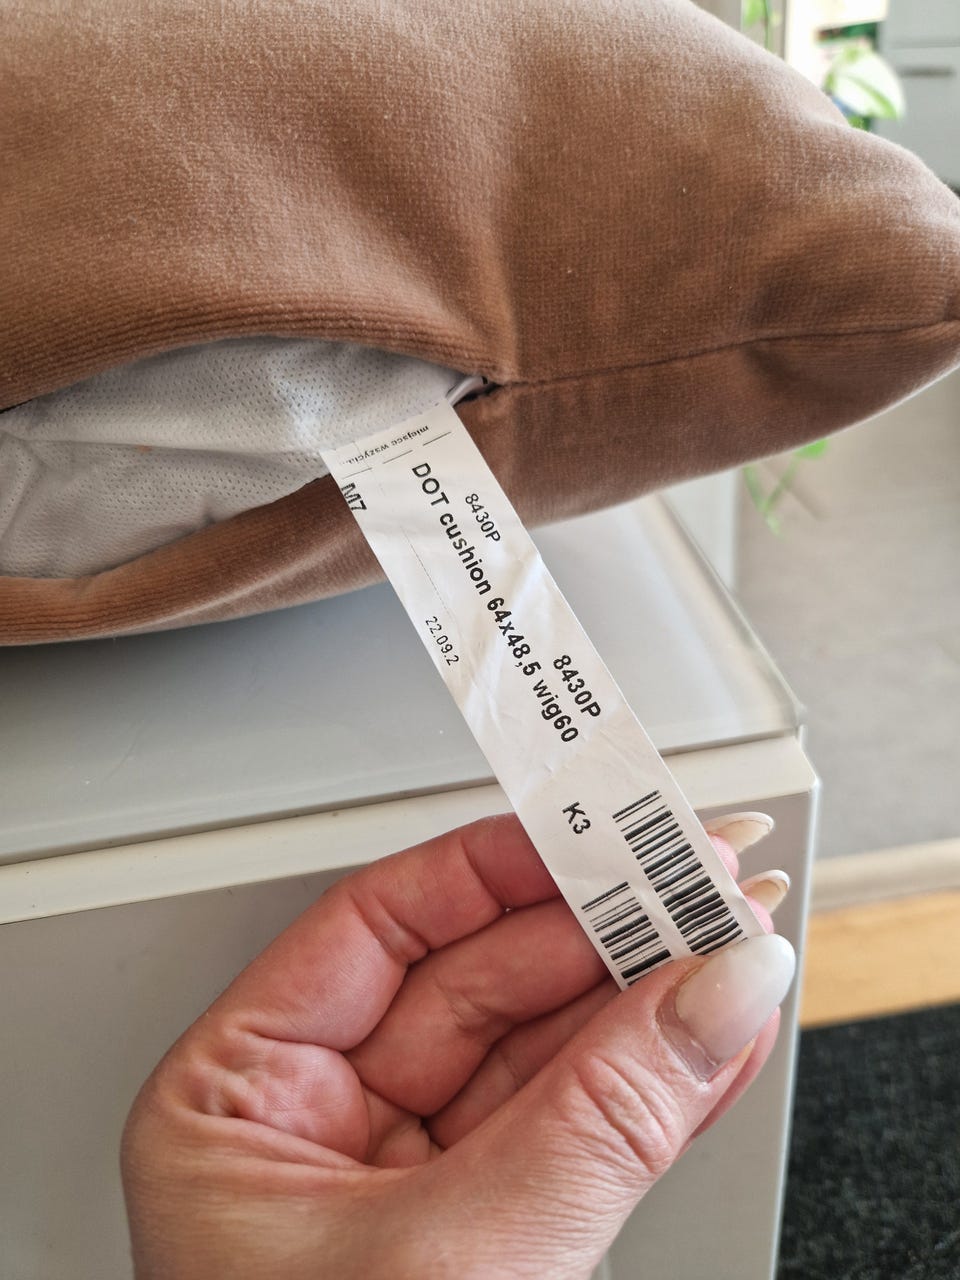 8430P
DOT cushion 64x48,5 wig60
8430P
M7
22.09.2
K3